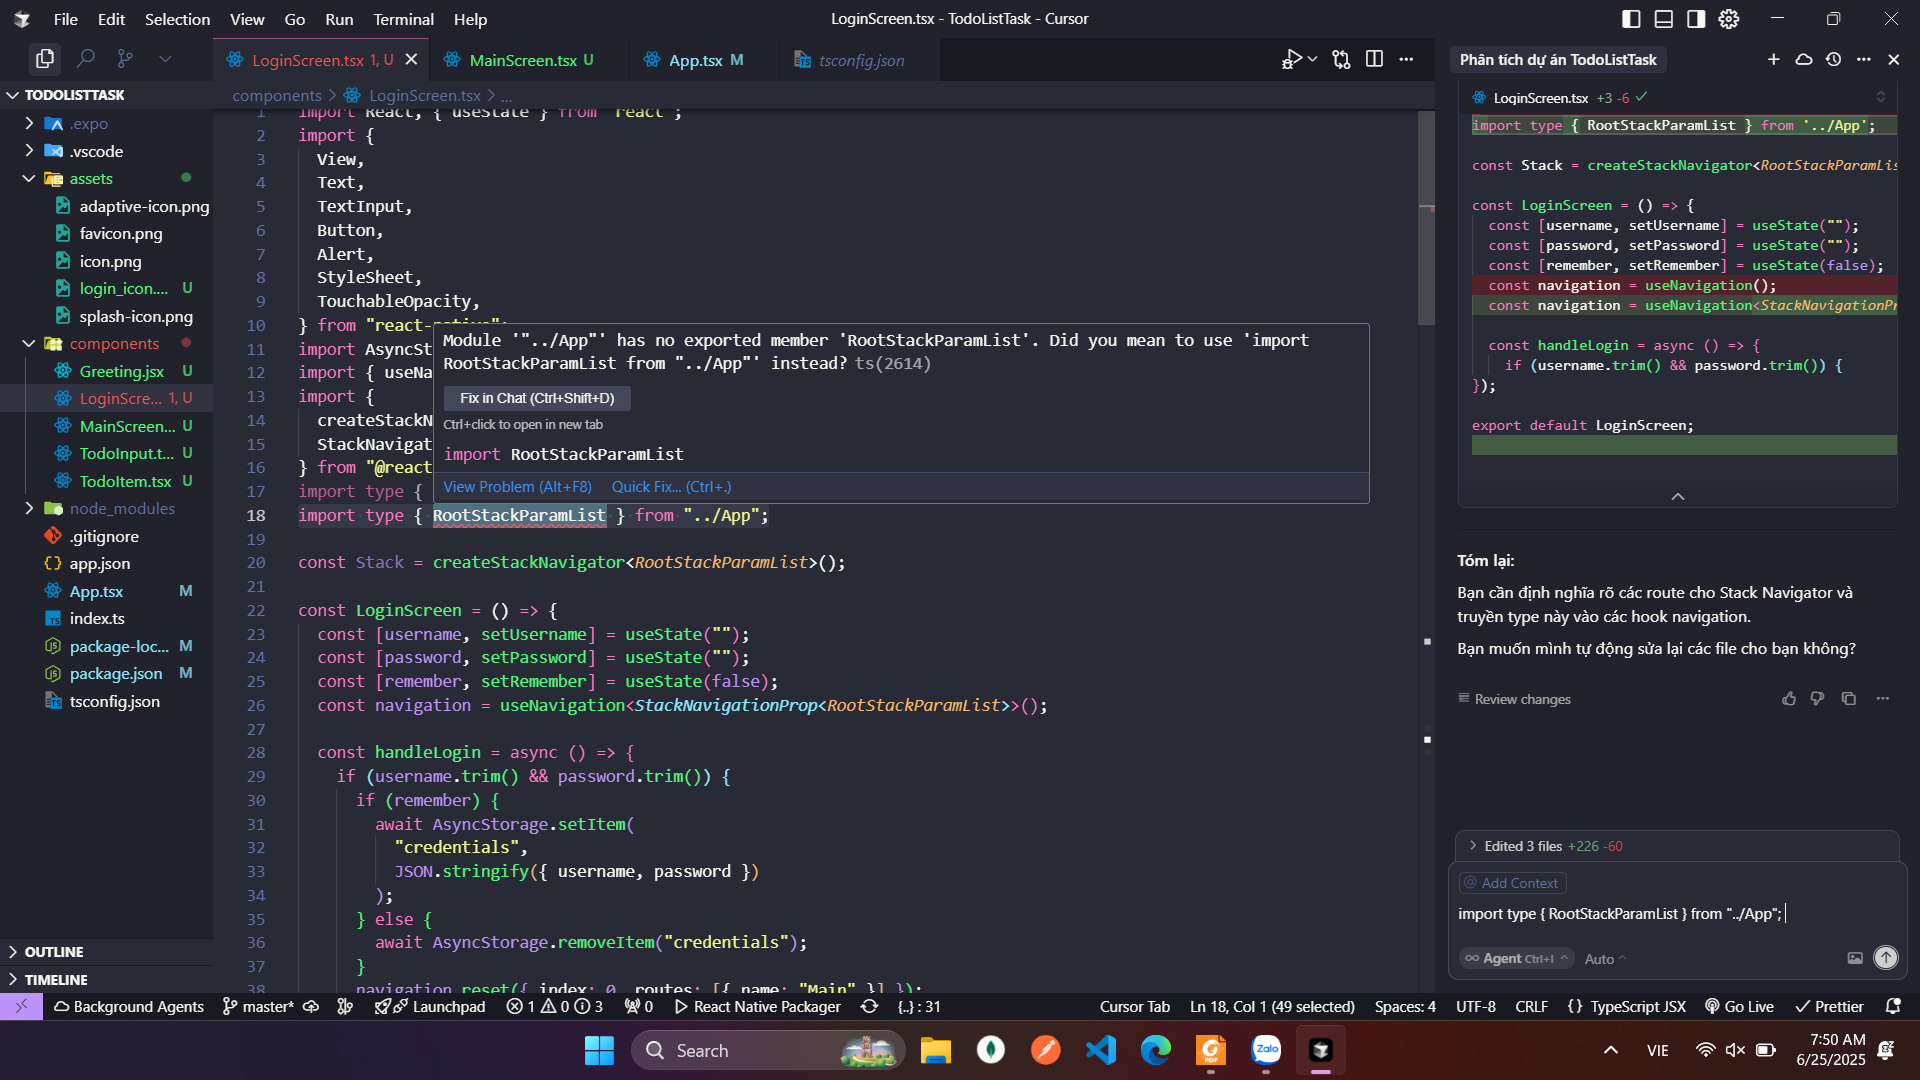 File Edit Selection View Go Run Terminal Help
LoginScreen.tsx - TodoListTask - Cursor
LoginScreen.tsx 1, U
MainScreen.tsx U
App.tsx M
tsconfig.json
components > LoginScreen.tsx > ...
TODOLISTTASK
.expo
.vscode
assets
adaptive-icon.png
favicon.png
icon.png
login_icon.... U
splash-icon.png
components
Greeting.jsx U
LoginScre... 1, U
MainScreen... U
TodoInput.t... U
TodoItem.tsx U
node_modules
.gitignore
app.json
App.tsx M
index.ts
package-loc... M
package.json M
tsconfig.json
OUTLINE
TIMELINE
1 import React, { useState } from "react";
2 import {
3 View,
4 Text,
5 TextInput,
6 Button,
7 Alert,
8 StyleSheet,
9 TouchableOpacity,
10 } from "react-native";
11 import AsyncSt
12 import { useNa
13 import {
14 createStackN
15 StackNavigat
16 } from "@react
17 import type {
18 import type { RootStackParamList } from "../App";
19
20 const Stack = createStackNavigator<RootStackParamList>();
21
22 const LoginScreen = () => {
23 const [username, setUsername] = useState("");
24 const [password, setPassword] = useState("");
25 const [remember, setRemember] = useState(false);
26 const navigation = useNavigation<StackNavigationProp<RootStackParamList>>();
27
28 const handleLogin = async () => {
29 if (username.trim() && password.trim()) {
30 if (remember) {
31 await AsyncStorage.setItem(
32 "credentials",
33 JSON.stringify({ username, password })
34 );
35 } else {
36 await AsyncStorage.removeItem("credentials");
37 }
38 navigation.reset({ index: 0, routes: [{ name: "Main" }] });
Module '"../App"' has no exported member 'RootStackParamList'. Did you mean to use 'import
RootStackParamList from "../App"' instead? ts(2614)
Fix in Chat (Ctrl+Shift+D)
Ctrl+click to open in new tab
import RootStackParamList
View Problem (Alt+F8) Quick Fix... (Ctrl+.)
Phân tích dự án TodoListTask
LoginScreen.tsx +3 -6
import type { RootStackParamList } from '../App';
const Stack = createStackNavigator<RootStackParamLis
const LoginScreen = () => {
const [username, setUsername] = useState("");
const [password, setPassword] = useState("");
const [remember, setRemember] = useState(false);
const navigation = useNavigation();
const navigation = useNavigation<StackNavigationPr
const handleLogin = async () => {
if (username.trim() && password.trim()) {
});
export default LoginScreen;
Tóm lại:
Bạn cần định nghĩa rõ các route cho Stack Navigator và
truyền type này vào các hook navigation.
Bạn muốn mình tự động sửa lại các file cho bạn không?
Review changes
Edited 3 files +226 -60
@ Add Context
import type { RootStackParamList } from "../App";
Agent Ctrl+I Auto
Background Agents master* Launchpad 1 0 3 0 React Native Packager {..} : 31
Cursor Tab Ln 18, Col 1 (49 selected) Spaces: 4 UTF-8 CRLF {} TypeScript JSX Go Live Prettier
Search
PDF
Zalo
VIE
7:50 AM
6/25/2025